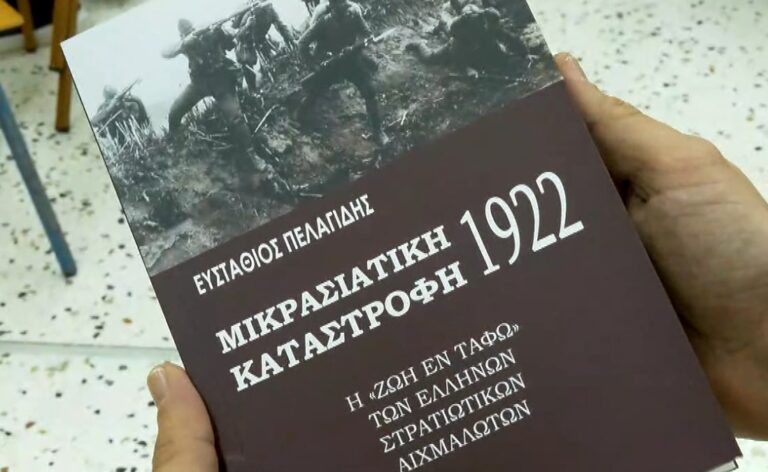 ΕΥΣΤΑΘΙΟΣ ΠΕΛΑΓΙΔΗΣ
ΜΙΚΡΑΣΙΑΤΙΚΗ
ΚΑΤΑΣΤΡΟΦΗ 1922
Η «ΖΩΗ ΕΝ ΤΑΦΩ»
ΤΩΝ ΕΛΛΗΝΩΝ
ΣΤΡΑΤΙΩΤΙΚΩΝ
ΑΙΧΜΑΛΩΤΩΝ